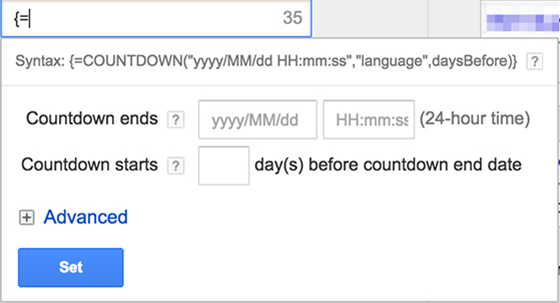 {= 35
Syntax: {=COUNTDOWN("yyyy/MM/dd HH:mm:ss","language",daysBefore)} ?
Countdown ends ? yyyy/MM/dd HH:mm:ss (24-hour time)
Countdown starts ? day(s) before countdown end date
+ Advanced
Set